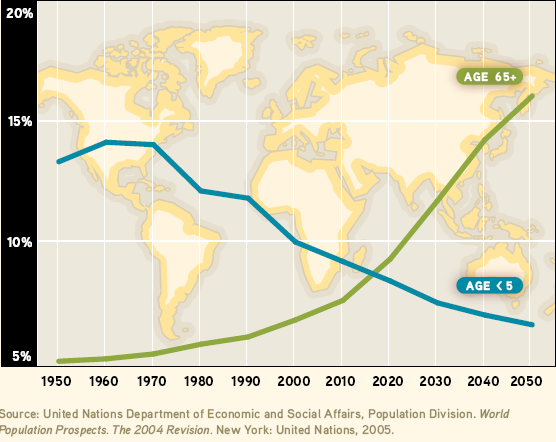 20%
AGE 65+
15%
10%
AGE < 5
5%
1950 1960 1970 1980 1990 2000 2010 2020 2030 2040 2050
Source: United Nations Department of Economic and Social Affairs, Population Division. World
Population Prospects. The 2004 Revision. New York: United Nations, 2005.